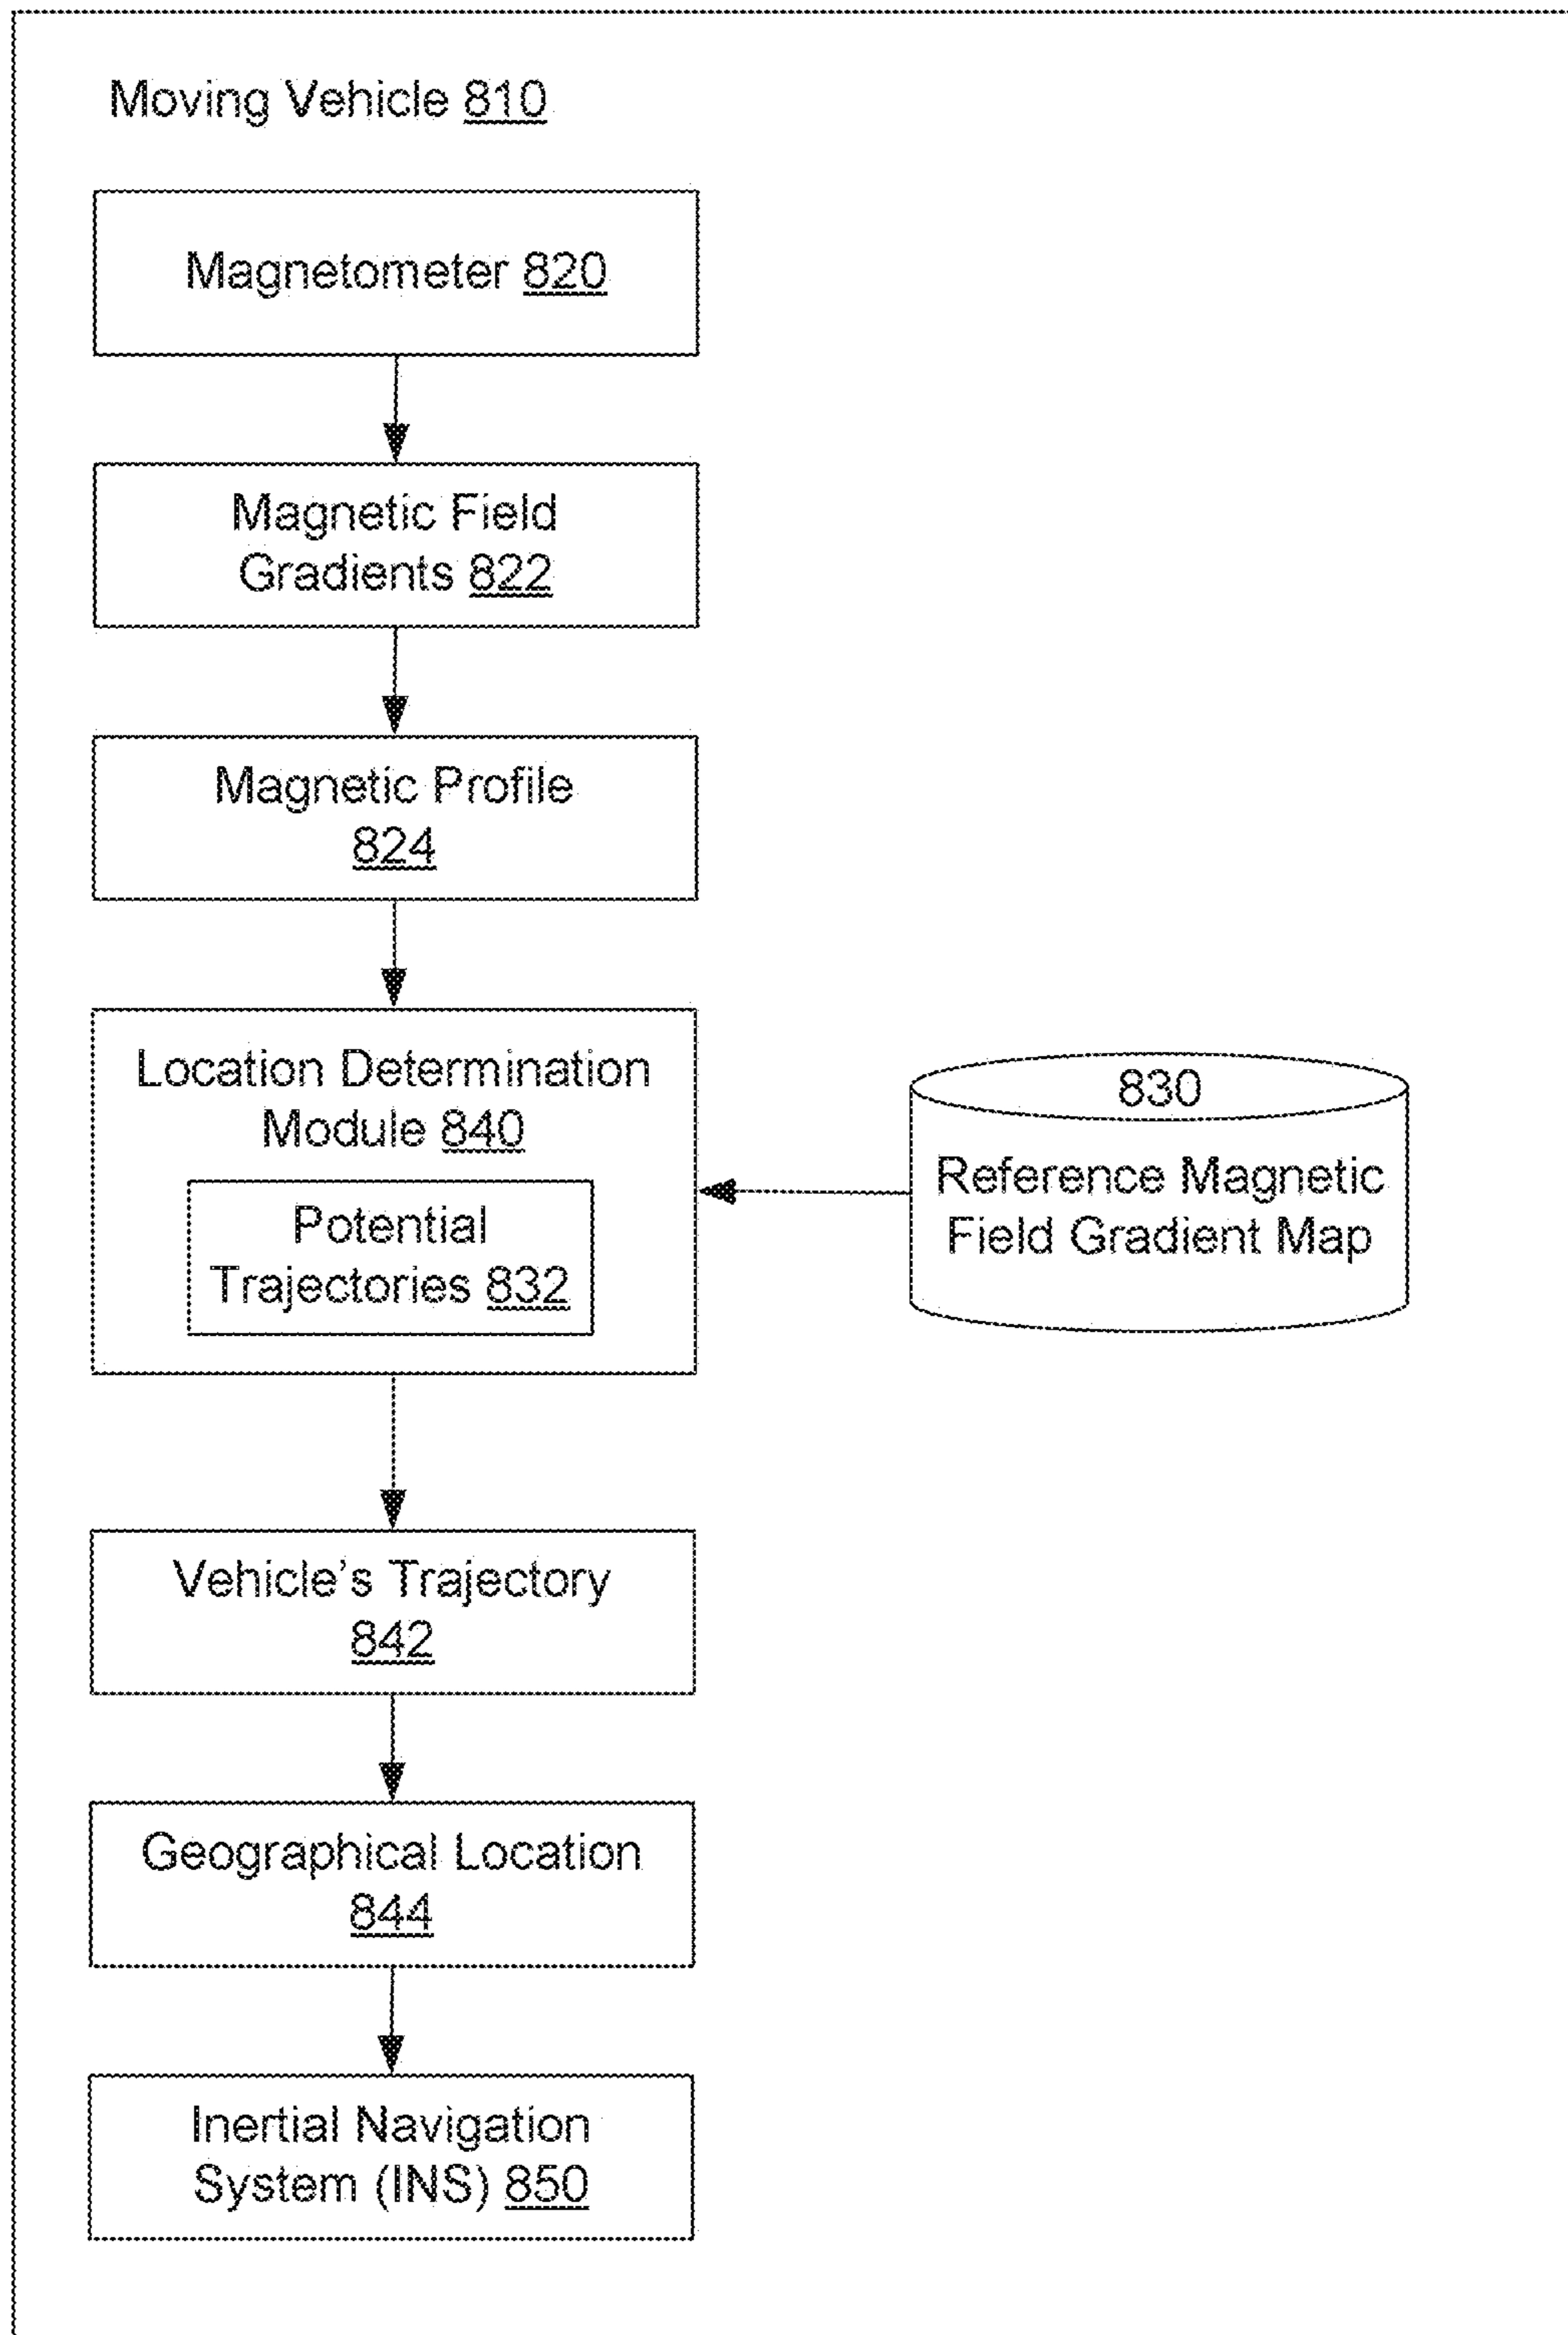 Moving Vehicle 810
Magnetometer 820
Magnetic Field
Gradients 822
Magnetic Profile
824
Location Determination
Module 840
Potential
Trajectories 832
830
Reference Magnetic
Field Gradient Map
Vehicle's Trajectory
842
Geographical Location
844
Inertial Navigation
System (INS) 850